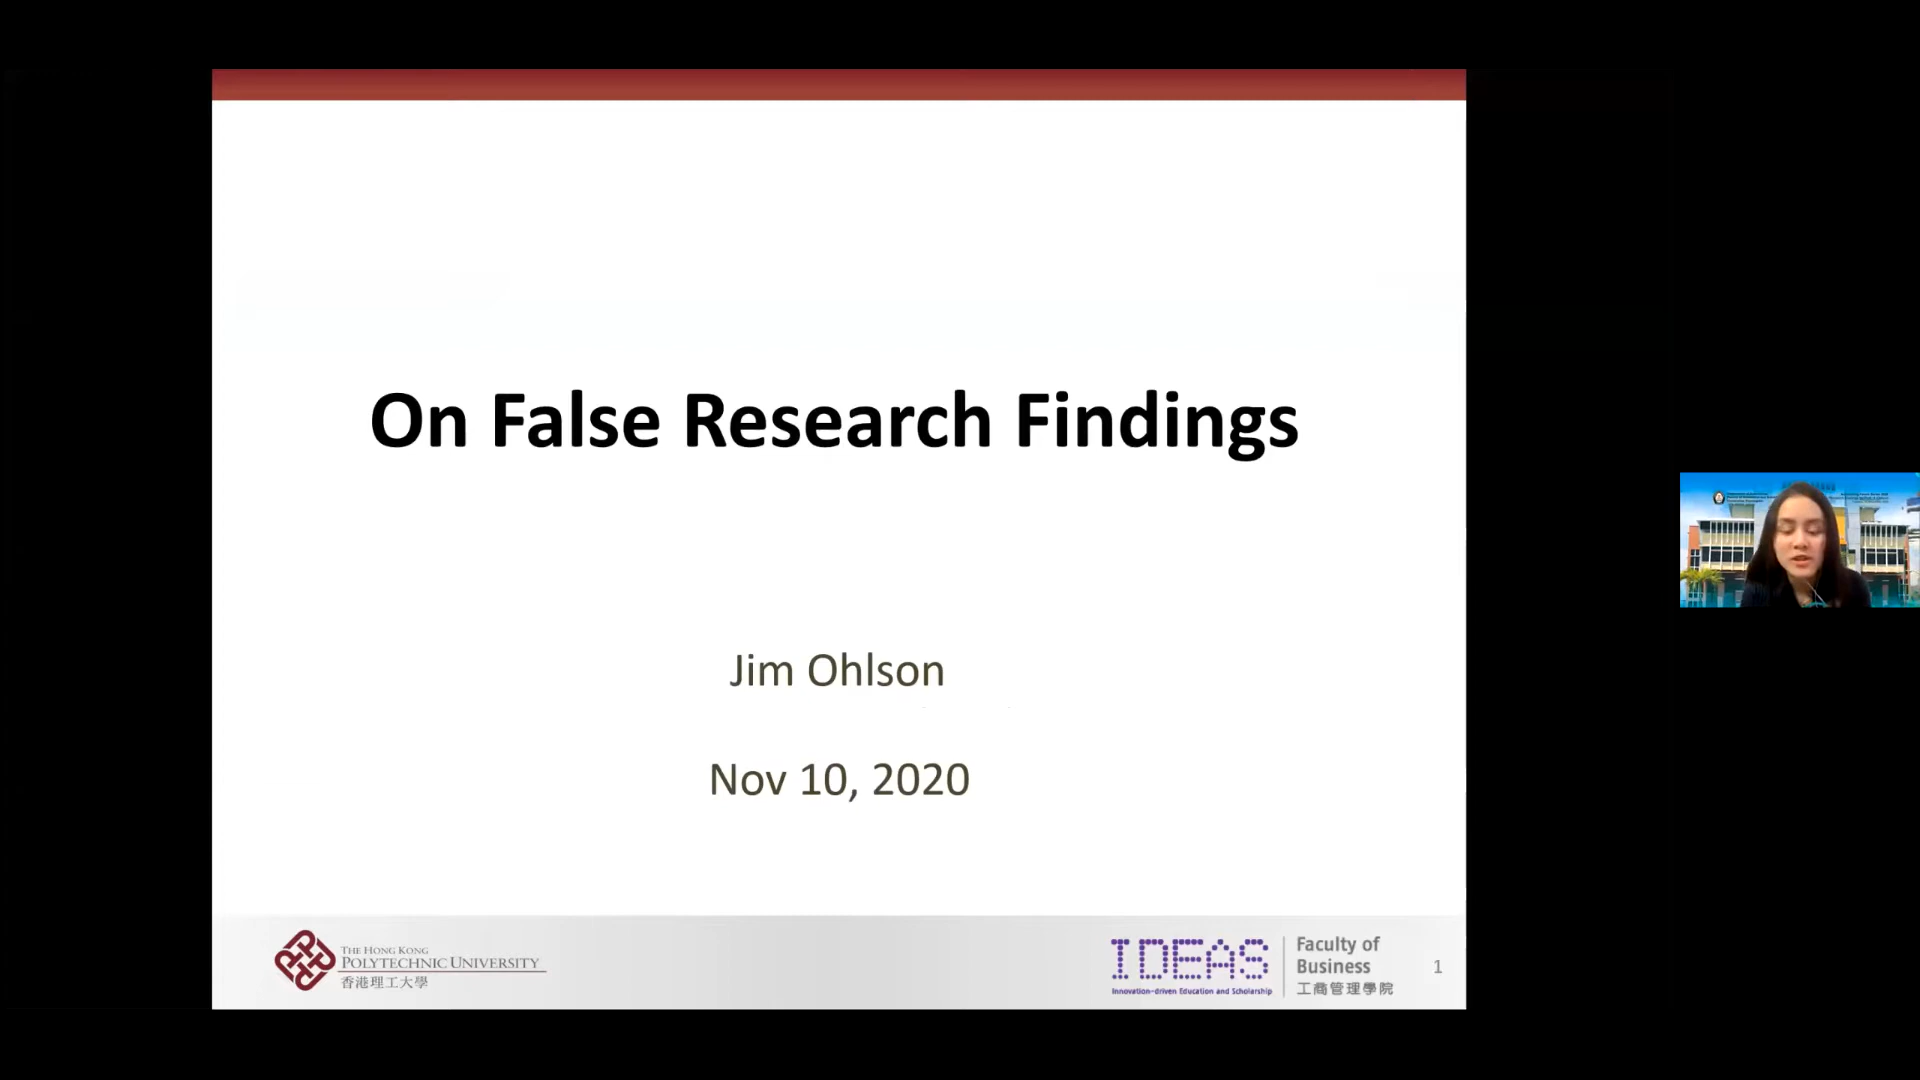 On False Research Findings
Jim Ohlson
Nov 10, 2020
THE HONG KONG
POLYTECHNIC UNIVERSITY
香港理工大學
IDEAS
Innovation-driven Education and Scholarship
Faculty of
Business
工商管理學院
1